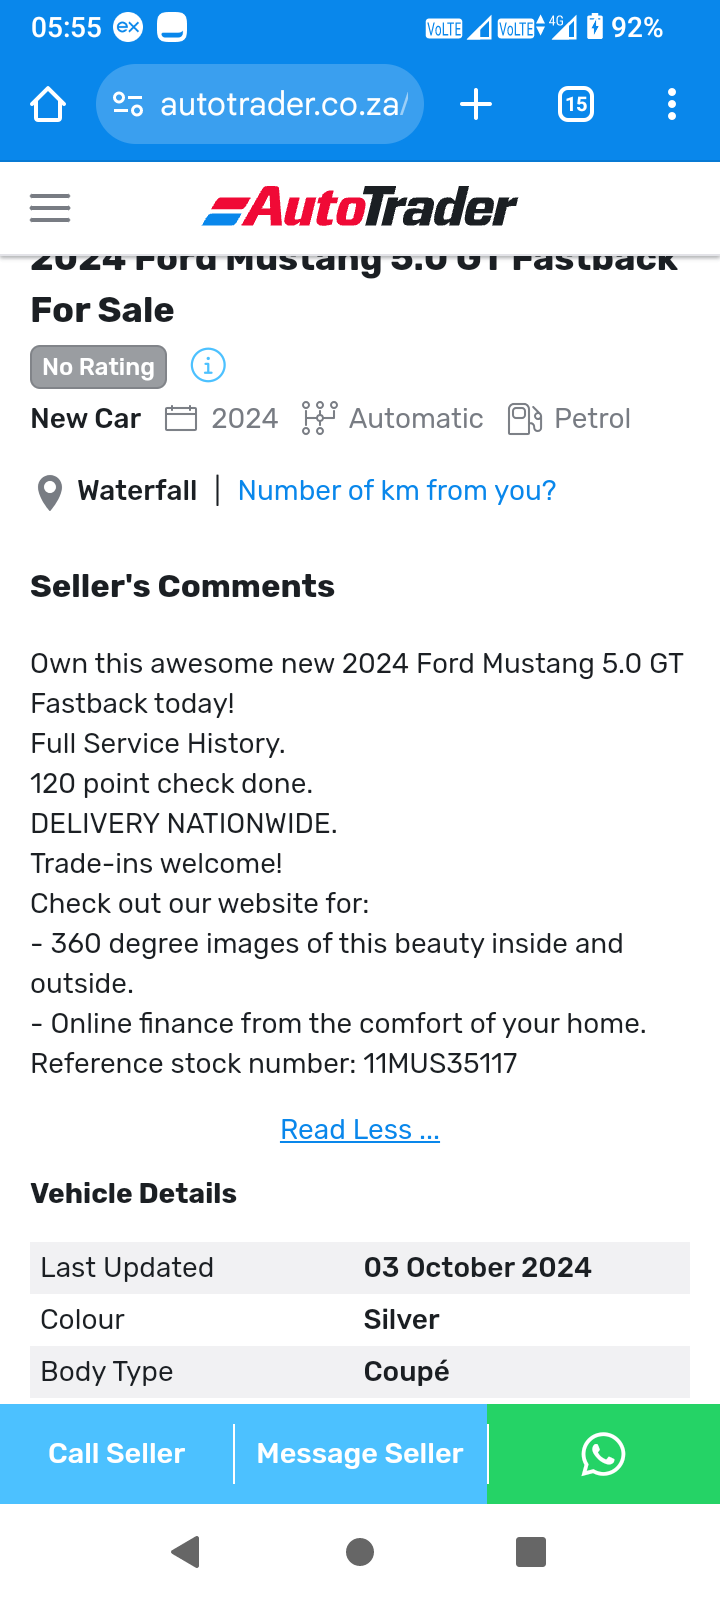 05:55 ex VoLTE VoLTE 4G 92%
autotrader.co.za/ 15
AutoTrader
2024 Ford Mustang 5.0 GT Fastback
For Sale
No Rating i
New Car 2024 Automatic Petrol
Waterfall | Number of km from you?
Seller's Comments
Own this awesome new 2024 Ford Mustang 5.0 GT
Fastback today!
Full Service History.
120 point check done.
DELIVERY NATIONWIDE.
Trade-ins welcome!
Check out our website for:
- 360 degree images of this beauty inside and
outside.
- Online finance from the comfort of your home.
Reference stock number: 11MUS35117
Read Less ...
Vehicle Details
Last Updated 03 October 2024
Colour Silver
Body Type Coupé
Call Seller Message Seller